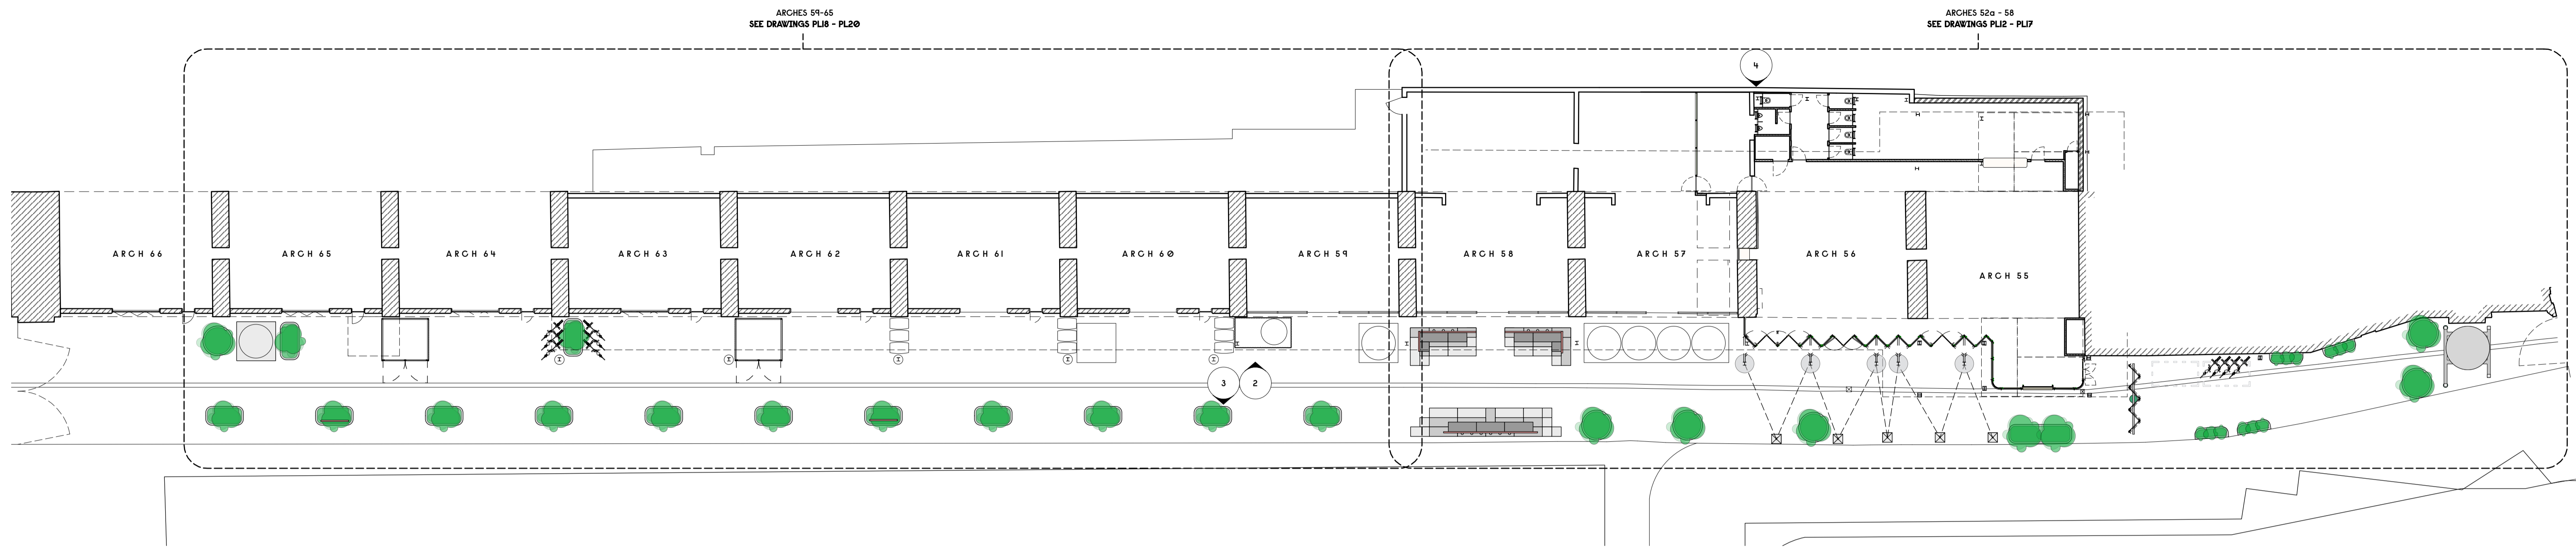 ARCHES 59-65
SEE DRAWINGS PL18 - PL20
ARCHES 52a - 58
SEE DRAWINGS PL12 - PL17
4
ARCH 66
ARCH 65
ARCH 64
ARCH 63
ARCH 62
ARCH 61
ARCH 60
ARCH 59
ARCH 58
ARCH 57
ARCH 56
ARCH 55
3
2